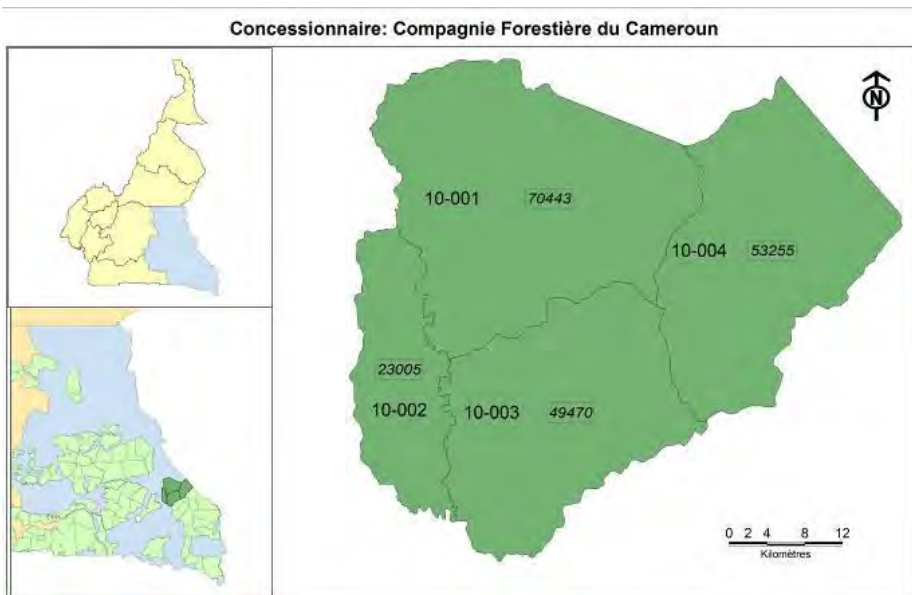 Concessionnaire: Compagnie Forestière du Cameroun
N
10-001 70443
10-004 53255
23005
10-002
10-003 49470
0 2 4 8 12
Kilomètres